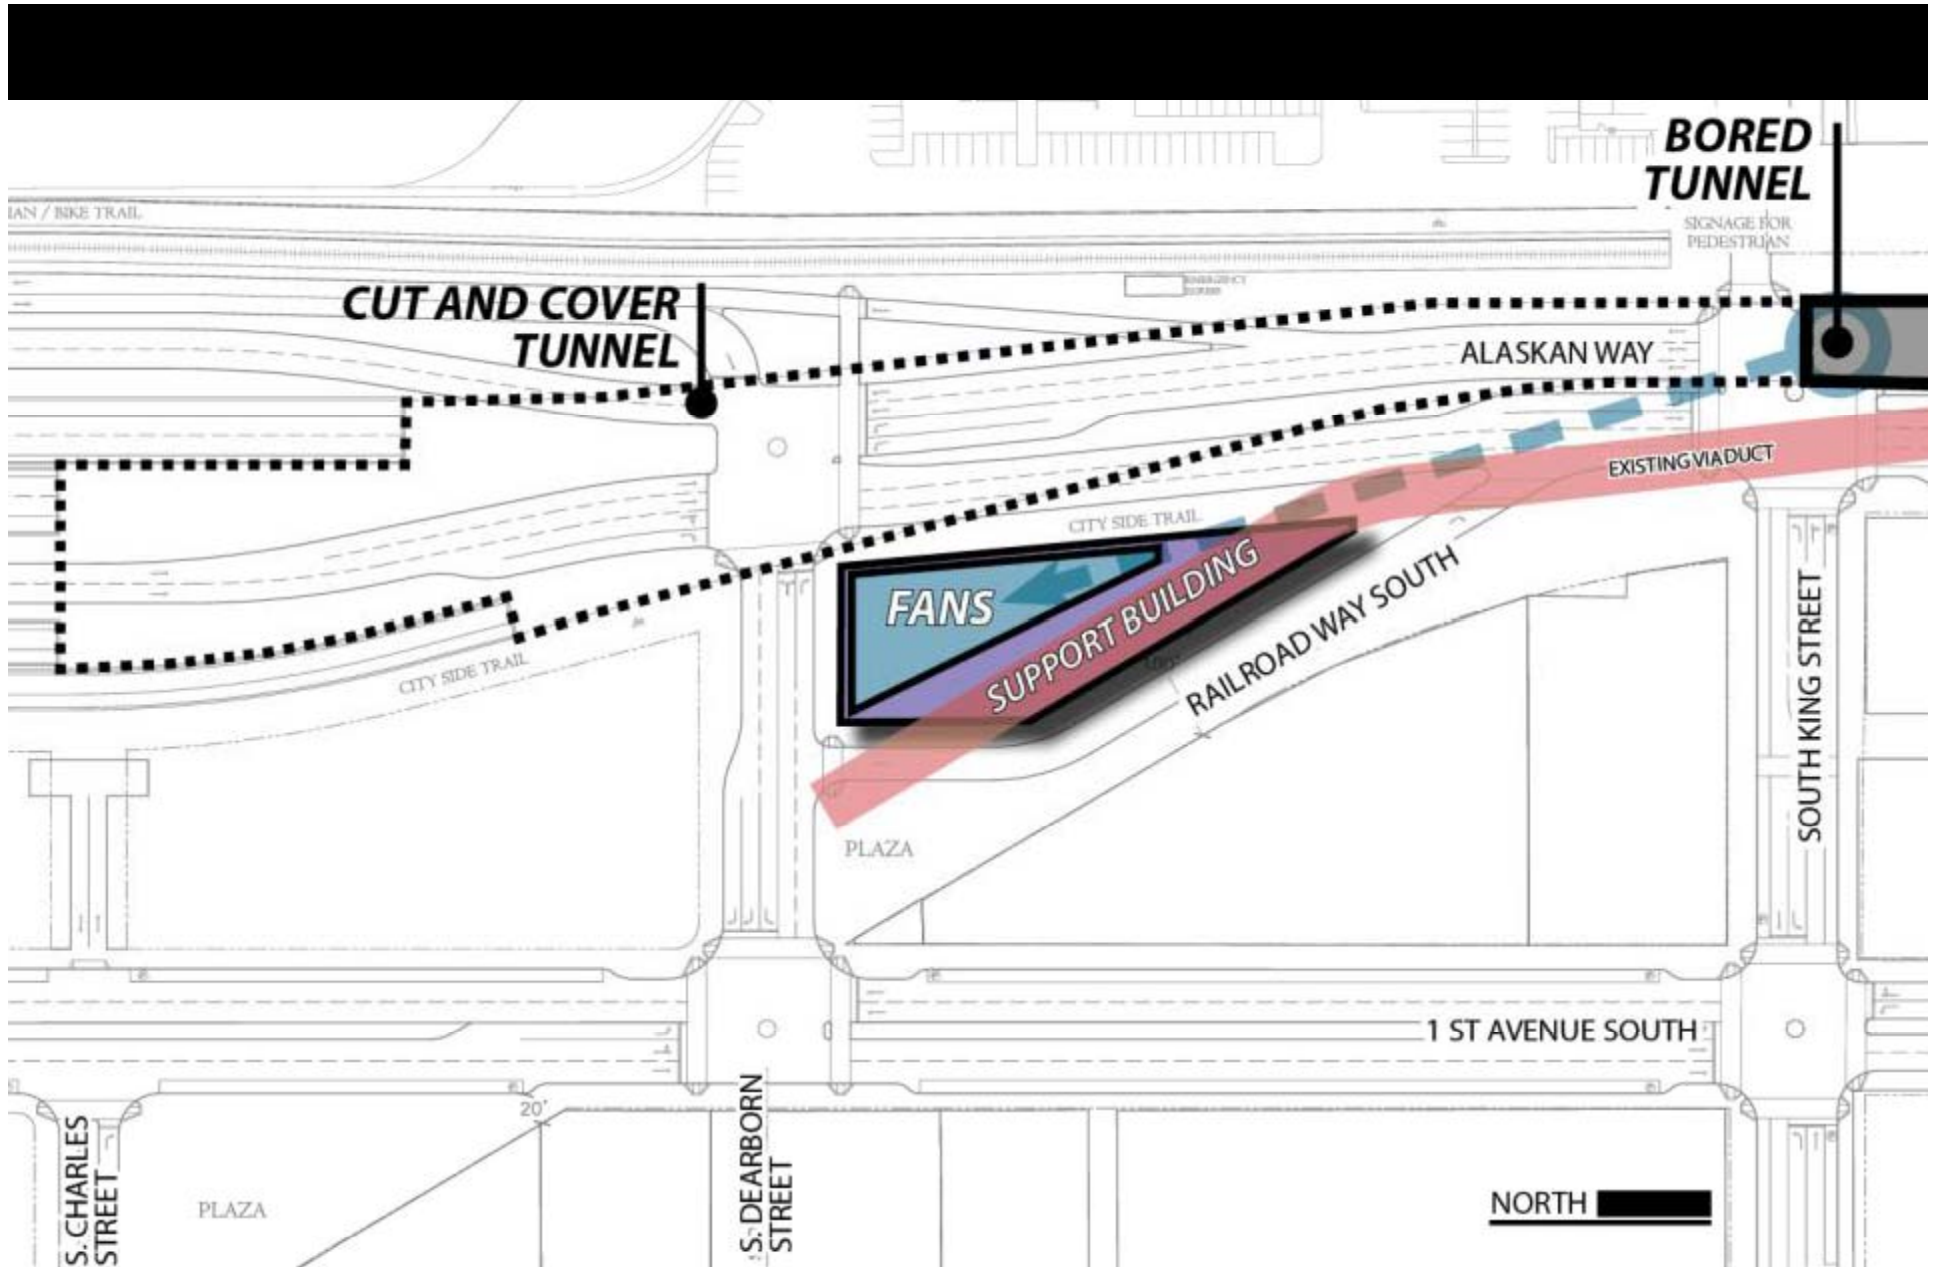 BORED
TUNNEL
IAN / BIKE TRAIL
SIGNAGE FOR
PEDESTRIAN
CUT AND COVER
TUNNEL
ALASKAN WAY
EXISTING VIADUCT
CITY SIDE TRAIL
FANS
SUPPORT BUILDING
RAILROAD WAY SOUTH
CITY SIDE TRAIL
SOUTH KING STREET
PLAZA
1 ST AVENUE SOUTH
20'
S. CHARLES
STREET
S. DEARBORN
STREET
PLAZA
NORTH